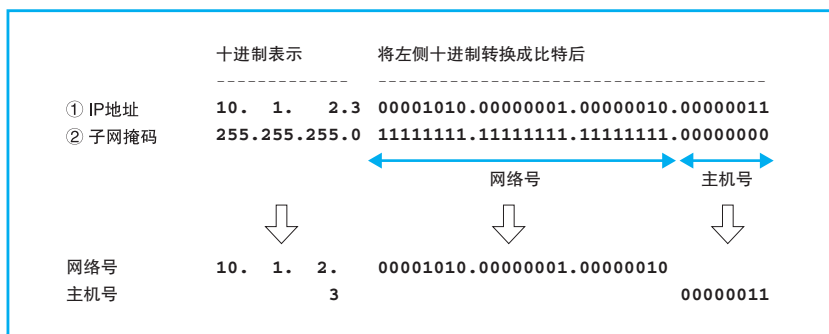 十进制表示 将左侧十进制转换成比特后
------------- --------------------------------------
① IP地址 10. 1. 2.3 00001010.00000001.00000010.00000011
② 子网掩码 255.255.255.0 11111111.11111111.11111111.00000000
网络号 主机号
网络号 10. 1. 2. 00001010.00000001.00000010
主机号 3 00000011